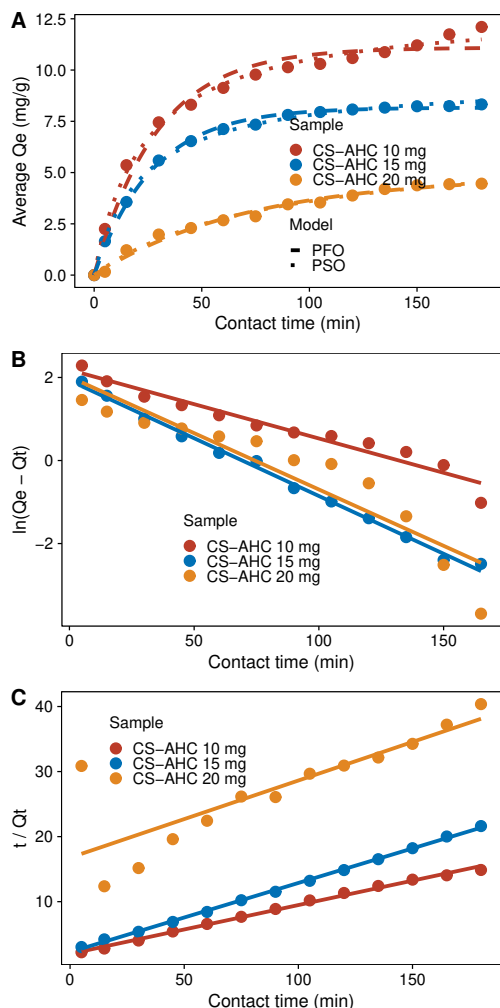 A
12.5
10.0
7.5
5.0
2.5
0.0
Average Qe (mg/g)
Sample
CS−AHC 10 mg
CS−AHC 15 mg
CS−AHC 20 mg
Model
PFO
PSO
0
50
100
150
Contact time (min)
B
2
0
−2
ln(Qe − Qt)
Sample
CS−AHC 10 mg
CS−AHC 15 mg
CS−AHC 20 mg
0
50
100
150
Contact time (min)
C
40
30
20
10
t / Qt
Sample
CS−AHC 10 mg
CS−AHC 15 mg
CS−AHC 20 mg
0
50
100
150
Contact time (min)